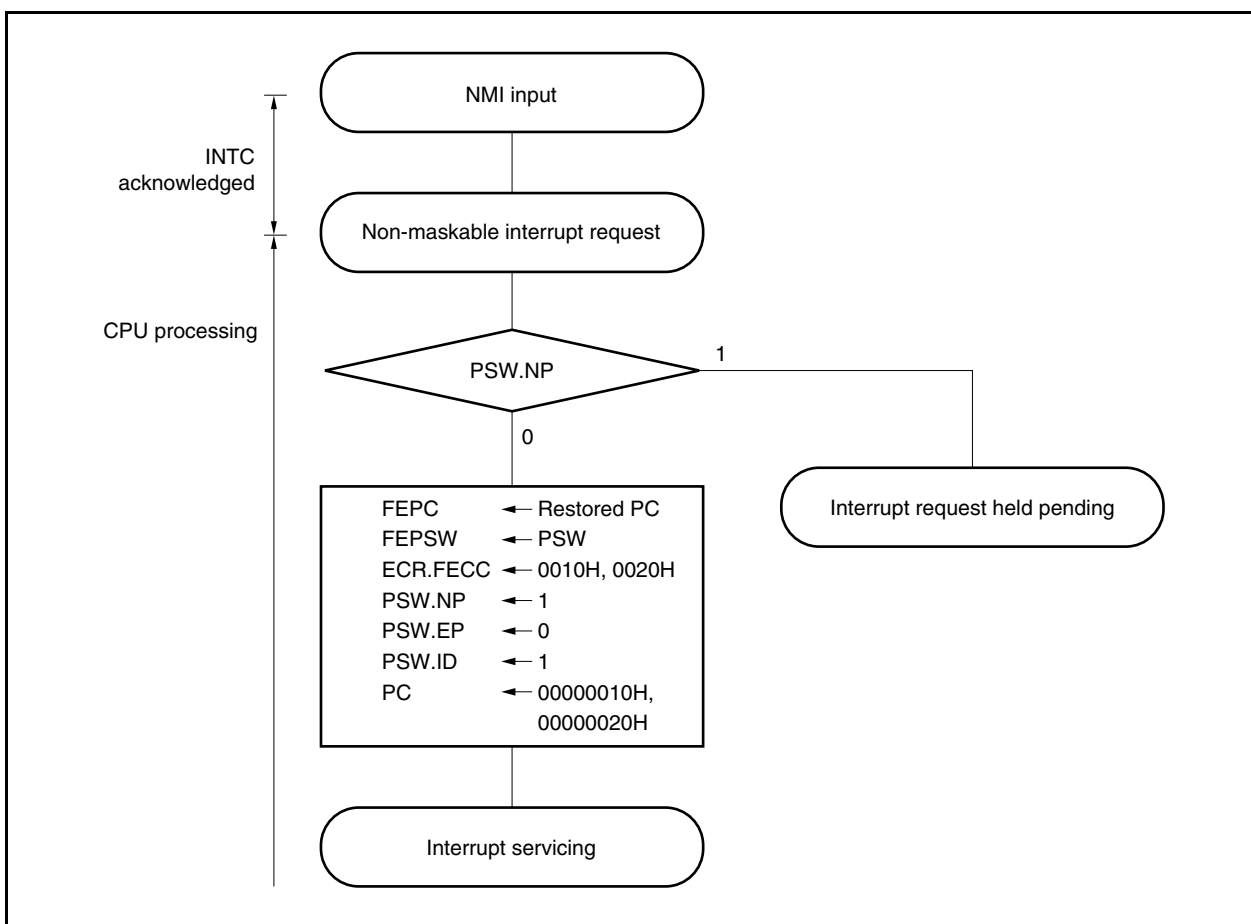 NMI input
INTC
acknowledged
Non-maskable interrupt request
CPU processing
PSW.NP
1
0
FEPC ← Restored PC
FEPSW ← PSW
ECR.FECC ← 0010H, 0020H
PSW.NP ← 1
PSW.EP ← 0
PSW.ID ← 1
PC ← 00000010H,
00000020H
Interrupt request held pending
Interrupt servicing